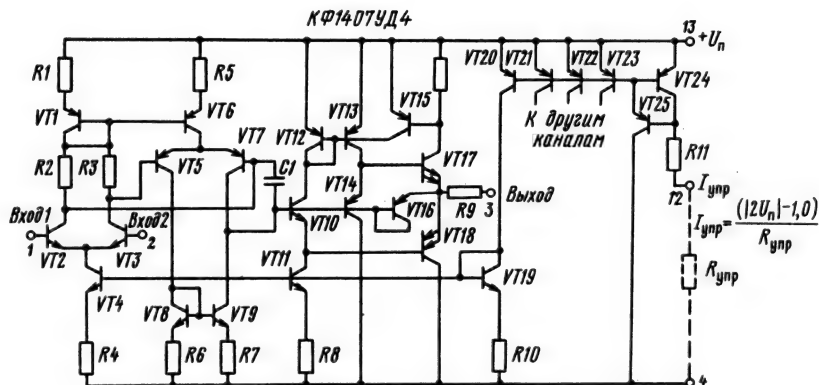 КФ1407УД4
13
+Uп
R1
R5
VT20
VT21
VT22
VT23
VT24
VT1
VT6
VT12
VT13
VT15
VT25
К другим
каналам
R2
R3
VT5
VT7
C1
VT14
VT17
R11
Вход1
Вход2
1
2
VT2
VT3
VT10
VT16
R9
Выход
3
12
Iупр
Iупр=(|2Uп|-1,0)/Rупр
VT18
VT4
VT11
VT19
Rупр
VT8
VT9
R4
R6
R7
R8
R10
4